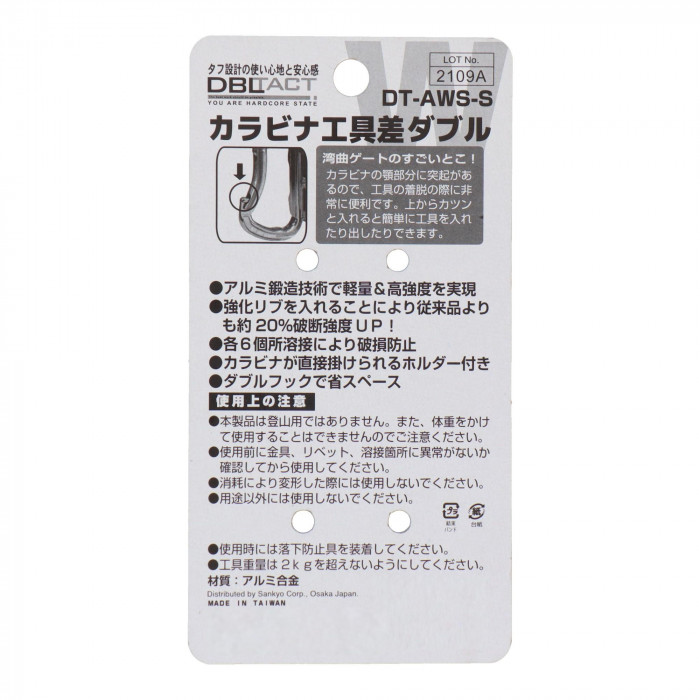 タフ設計の使い心地と安心感
DBLTACT
YOU ARE HARDCORE STATE
W
LOT No.
2109A
DT-AWS-S
カラビナ工具差ダブル
湾曲ゲートのすごいとこ！
カラビナの顎部分に突起があ
るので、工具の着脱の際に非
常に便利です。上からカツン
と入れると簡単に工具を入れ
たり出したりできます。
●アルミ鍛造技術で軽量＆高強度を実現
●強化リブを入れることにより従来品より
も約20%破断強度UP！
●各６個所溶接により破損防止
●カラビナが直接掛けられるホルダー付き
●ダブルフックで省スペース
使用上の注意
●本製品は登山用ではありません。また、体重をかけ
て使用することはできませんのでご注意ください。
●使用前に金具、リベット、溶接箇所に異常がないか
確認してから使用してください。
●消耗により変形した際には使用しないでください。
●用途以外には使用しないでください。
プラ
結束
バンド
紙
台紙
●使用時には落下防止具を装着してください。
●工具重量は２kgを超えないようにしてください。
材質：アルミ合金
Distributed by Sankyo Corp., Osaka Japan.
MADE IN TAIWAN